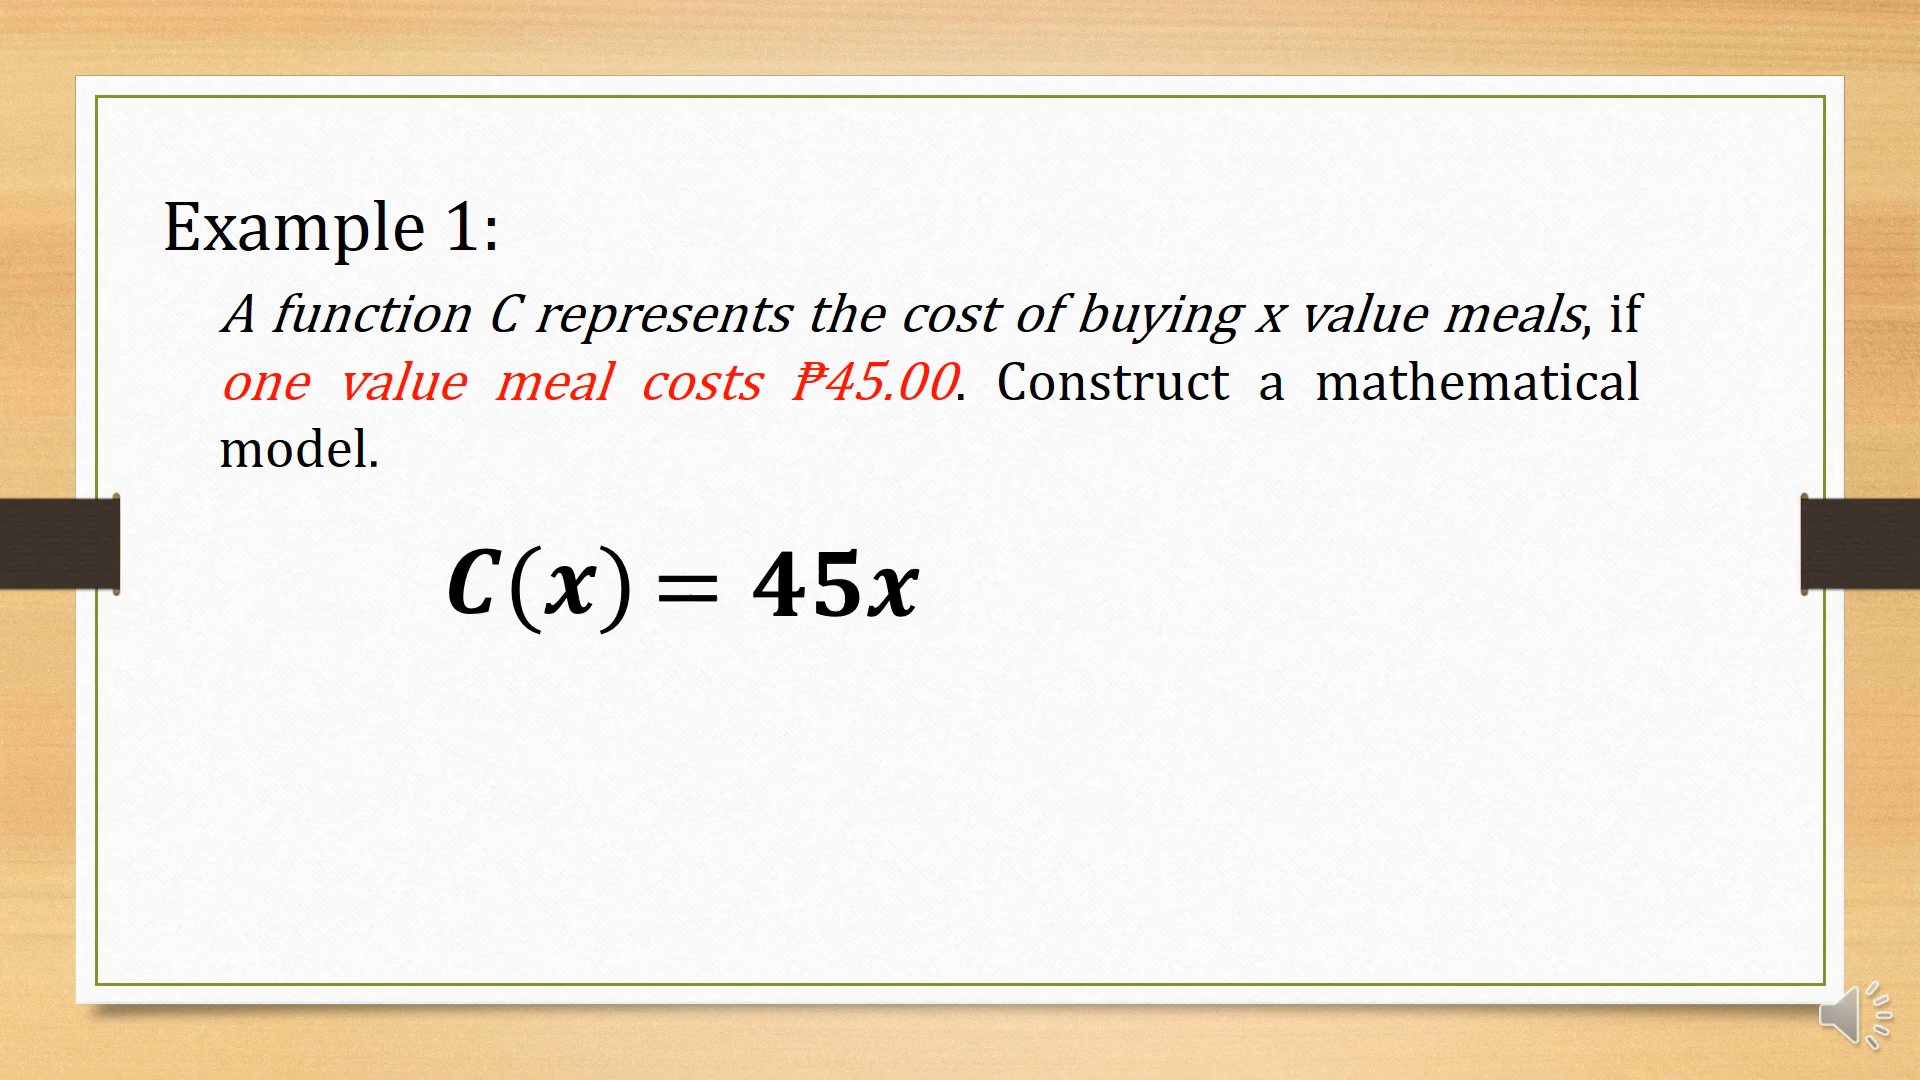 Example 1:
A function C represents the cost of buying x value meals, if
one value meal costs ₱45.00. Construct a mathematical
model.
C(x) = 45x